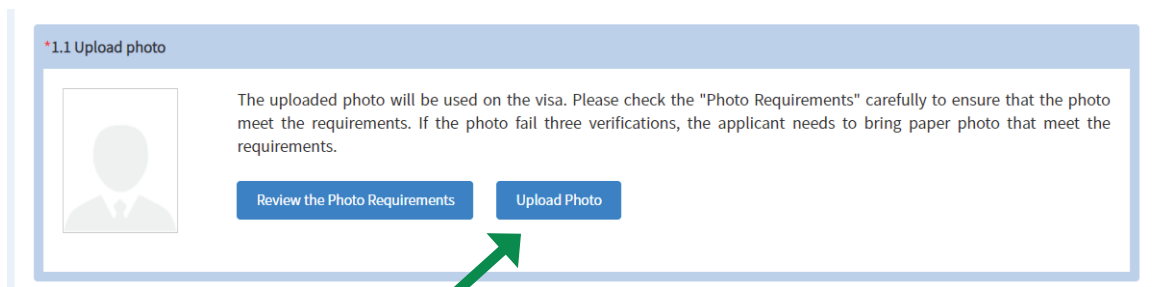 *1.1 Upload photo
The uploaded photo will be used on the visa. Please check the "Photo Requirements" carefully to ensure that the photo
meet the requirements. If the photo fail three verifications, the applicant needs to bring paper photo that meet the
requirements.
Review the Photo Requirements
Upload Photo